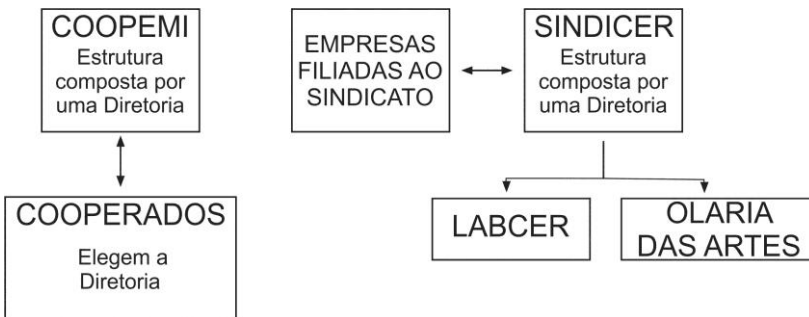 COOPEMI
Estrutura
composta por
uma Diretoria
EMPRESAS
FILIADAS AO
SINDICATO
SINDICER
Estrutura
composta por
uma Diretoria
COOPERADOS
Elegem a
Diretoria
LABCER
OLARIA
DAS ARTES